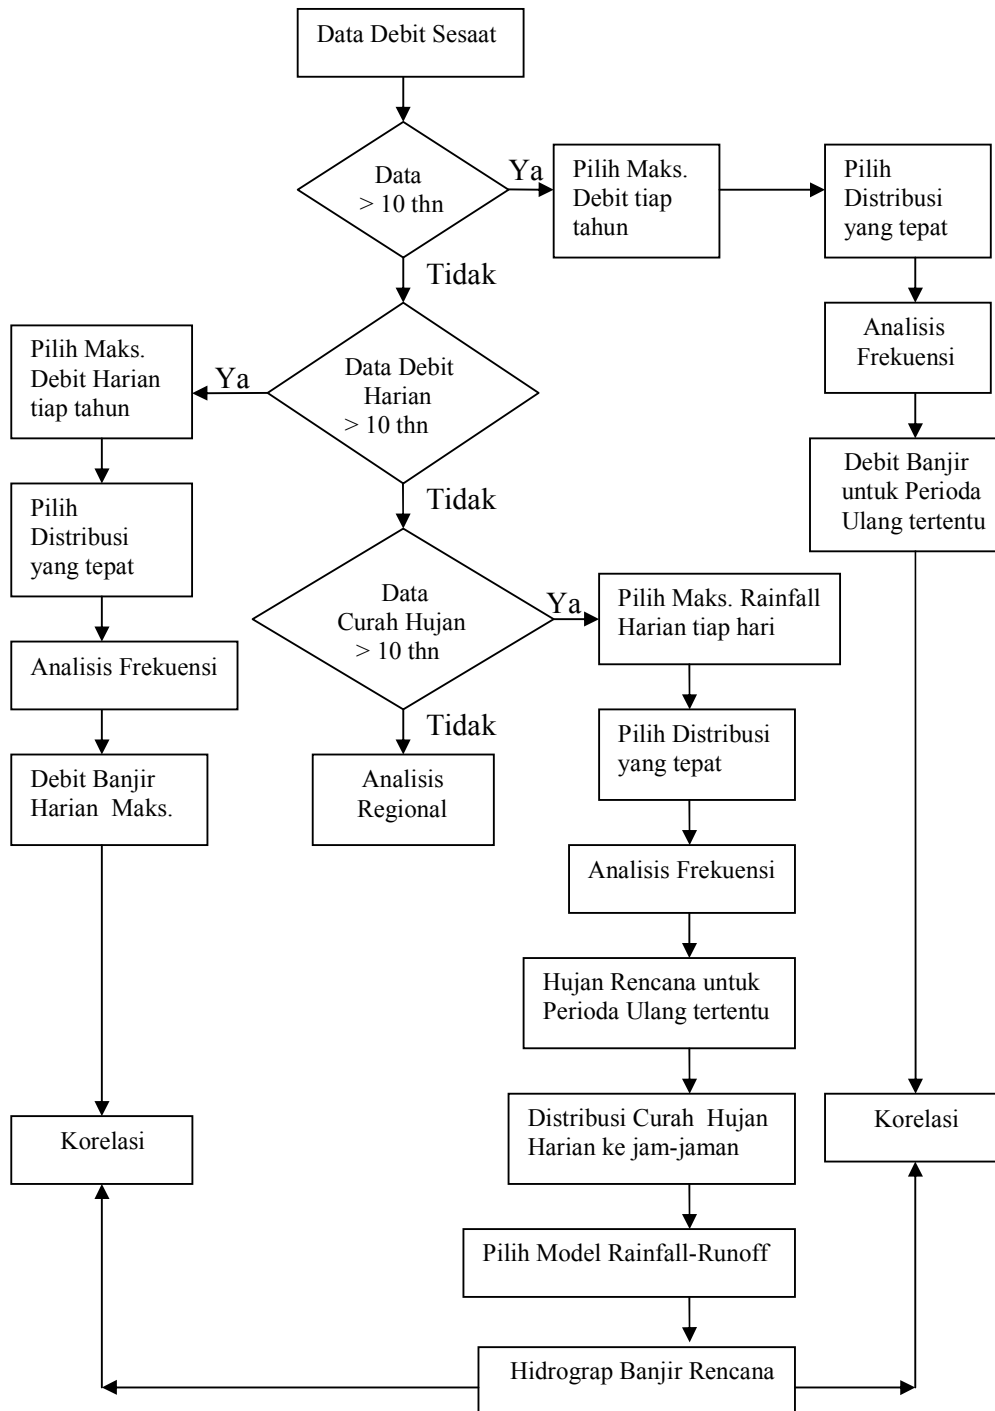 Data Debit Sesaat
Data
> 10 thn
Ya
Pilih Maks.
Debit tiap
tahun
Pilih
Distribusi
yang tepat
Tidak
Analisis
Frekuensi
Pilih Maks.
Debit Harian
tiap tahun
Ya
Data Debit
Harian
> 10 thn
Debit Banjir
untuk Perioda
Ulang tertentu
Tidak
Pilih
Distribusi
yang tepat
Data
Curah Hujan
> 10 thn
Ya
Pilih Maks. Rainfall
Harian tiap hari
Analisis Frekuensi
Tidak
Pilih Distribusi
yang tepat
Debit Banjir
Harian  Maks.
Analisis
Regional
Analisis Frekuensi
Hujan Rencana untuk
Perioda Ulang tertentu
Distribusi Curah  Hujan
Harian ke jam-jaman
Korelasi
Korelasi
Pilih Model Rainfall-Runoff
Hidrograp Banjir Rencana